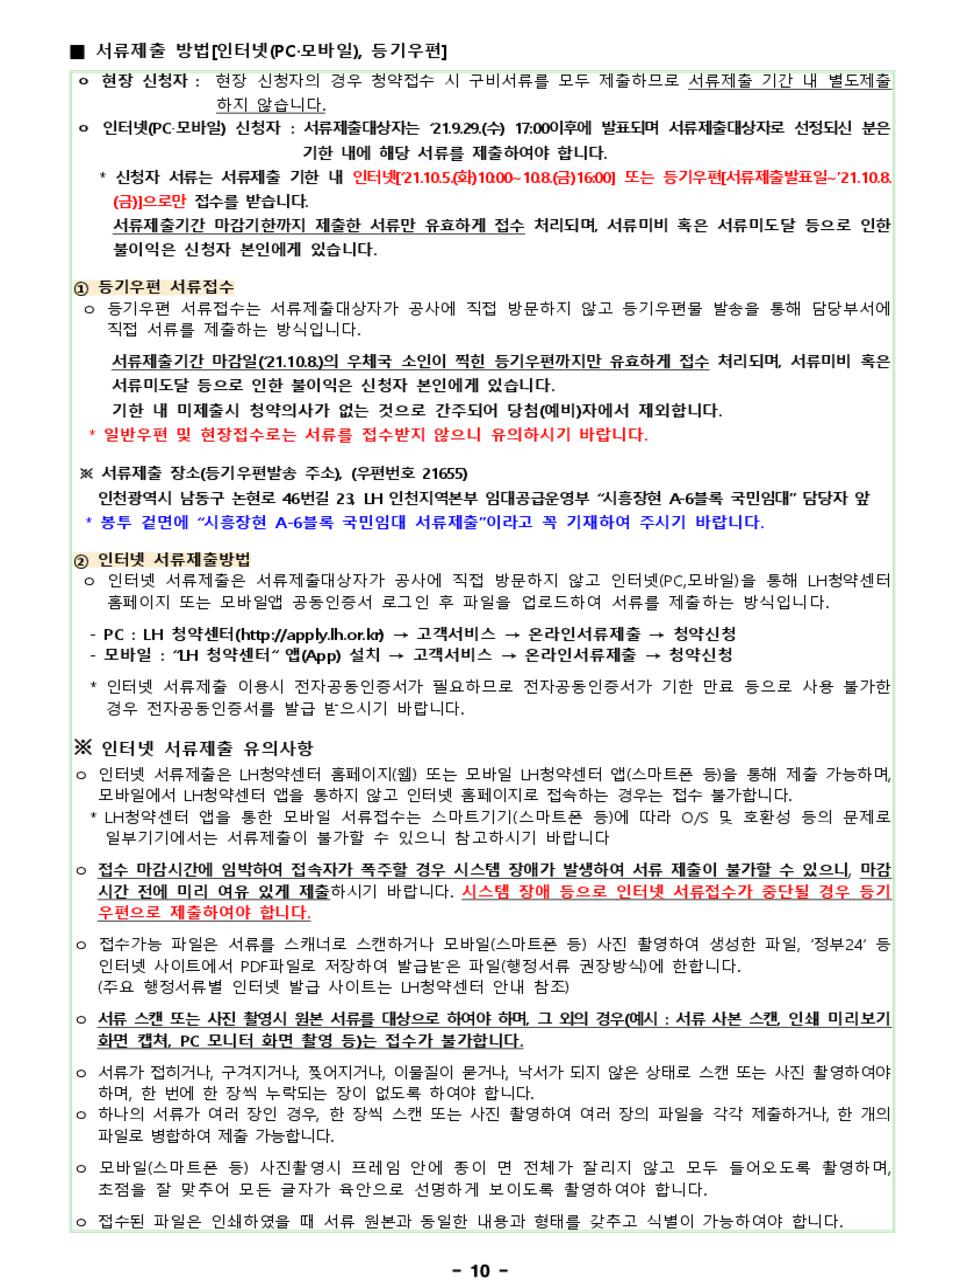 ■ 서류제출 방법[인터넷(PC·모바일), 등기우편]
ㅇ 현장 신청자 : 현장 신청자의 경우 청약접수 시 구비서류를 모두 제출하므로 서류제출 기간 내 별도제출
하지 않습니다.
ㅇ 인터넷(PC·모바일) 신청자 : 서류제출대상자는 ‘21.9.29.(수) 17:00이후에 발표되며 서류제출대상자로 선정되신 분은
기한 내에 해당 서류를 제출하여야 합니다.
* 신청자 서류는 서류제출 기한 내 인터넷[‘21.10.5.(화)10:00~10.8.(금)16:00] 또는 등기우편[서류제출발표일~’21.10.8.
(금)]으로만 접수를 받습니다.
서류제출기간 마감기한까지 제출한 서류만 유효하게 접수 처리되며, 서류미비 혹은 서류미도달 등으로 인한
불이익은 신청자 본인에게 있습니다.
① 등기우편 서류접수
ㅇ 등기우편 서류접수는 서류제출대상자가 공사에 직접 방문하지 않고 등기우편물 발송을 통해 담당부서에
직접 서류를 제출하는 방식입니다.
서류제출기간 마감일(‘21.10.8.)의 우체국 소인이 찍힌 등기우편까지만 유효하게 접수 처리되며, 서류미비 혹은
서류미도달 등으로 인한 불이익은 신청자 본인에게 있습니다.
기한 내 미제출시 청약의사가 없는 것으로 간주되어 당첨(예비)자에서 제외합니다.
* 일반우편 및 현장접수로는 서류를 접수받지 않으니 유의하시기 바랍니다.
※ 서류제출 장소(등기우편발송 주소), (우편번호 21655)
인천광역시 남동구 논현로 46번길 23, LH 인천지역본부 임대공급운영부 “시흥장현 A-6블록 국민임대” 담당자 앞
* 봉투 겉면에 “시흥장현 A-6블록 국민임대 서류제출”이라고 꼭 기재하여 주시기 바랍니다.
② 인터넷 서류제출방법
ㅇ 인터넷 서류제출은 서류제출대상자가 공사에 직접 방문하지 않고 인터넷(PC,모바일)을 통해 LH청약센터
홈페이지 또는 모바일앱 공동인증서 로그인 후 파일을 업로드하여 서류를 제출하는 방식입니다.
- PC : LH 청약센터(http://apply.lh.or.kr) → 고객서비스 → 온라인서류제출 → 청약신청
- 모바일 : “LH 청약센터“ 앱(App) 설치 → 고객서비스 → 온라인서류제출 → 청약신청
* 인터넷 서류제출 이용시 전자공동인증서가 필요하므로 전자공동인증서가 기한 만료 등으로 사용 불가한
경우 전자공동인증서를 발급 받으시기 바랍니다.
※ 인터넷 서류제출 유의사항
ㅇ 인터넷 서류제출은 LH청약센터 홈페이지(웹) 또는 모바일 LH청약센터 앱(스마트폰 등)을 통해 제출 가능하며,
모바일에서 LH청약센터 앱을 통하지 않고 인터넷 홈페이지로 접속하는 경우는 접수 불가합니다.
* LH청약센터 앱을 통한 모바일 서류접수는 스마트기기(스마트폰 등)에 따라 O/S 및 호환성 등의 문제로
일부기기에서는 서류제출이 불가할 수 있으니 참고하시기 바랍니다
ㅇ 접수 마감시간에 임박하여 접속자가 폭주할 경우 시스템 장애가 발생하여 서류 제출이 불가할 수 있으니, 마감
시간 전에 미리 여유 있게 제출하시기 바랍니다. 시스템 장애 등으로 인터넷 서류접수가 중단될 경우 등기
우편으로 제출하여야 합니다.
ㅇ 접수가능 파일은 서류를 스캐너로 스캔하거나 모바일(스마트폰 등) 사진 촬영하여 생성한 파일, ‘정부24’ 등
인터넷 사이트에서 PDF파일로 저장하여 발급받은 파일(행정서류 권장방식)에 한합니다.
(주요 행정서류별 인터넷 발급 사이트는 LH청약센터 안내 참조)
ㅇ 서류 스캔 또는 사진 촬영시 원본 서류를 대상으로 하여야 하며, 그 외의 경우(예시 : 서류 사본 스캔, 인쇄 미리보기
화면 캡쳐, PC 모니터 화면 촬영 등)는 접수가 불가합니다.
ㅇ 서류가 접히거나, 구겨지거나, 찢어지거나, 이물질이 묻거나, 낙서가 되지 않은 상태로 스캔 또는 사진 촬영하여야
하며, 한 번에 한 장씩 누락되는 장이 없도록 하여야 합니다.
ㅇ 하나의 서류가 여러 장인 경우, 한 장씩 스캔 또는 사진 촬영하여 여러 장의 파일을 각각 제출하거나, 한 개의
파일로 병합하여 제출 가능합니다.
ㅇ 모바일(스마트폰 등) 사진촬영시 프레임 안에 종이 면 전체가 잘리지 않고 모두 들어오도록 촬영하며,
초점을 잘 맞추어 모든 글자가 육안으로 선명하게 보이도록 촬영하여야 합니다.
ㅇ 접수된 파일은 인쇄하였을 때 서류 원본과 동일한 내용과 형태를 갖추고 식별이 가능하여야 합니다.
- 10 -